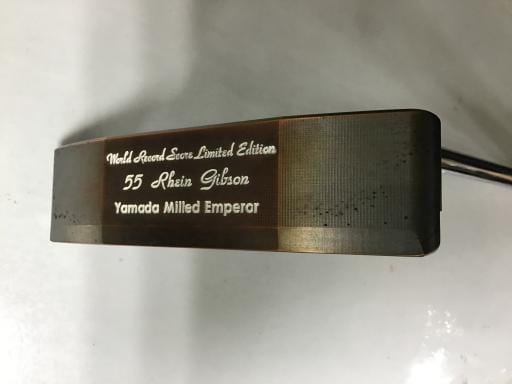 World Record Score Limited Edition
55 Rhein Gibson
Yamada Milled Emperor